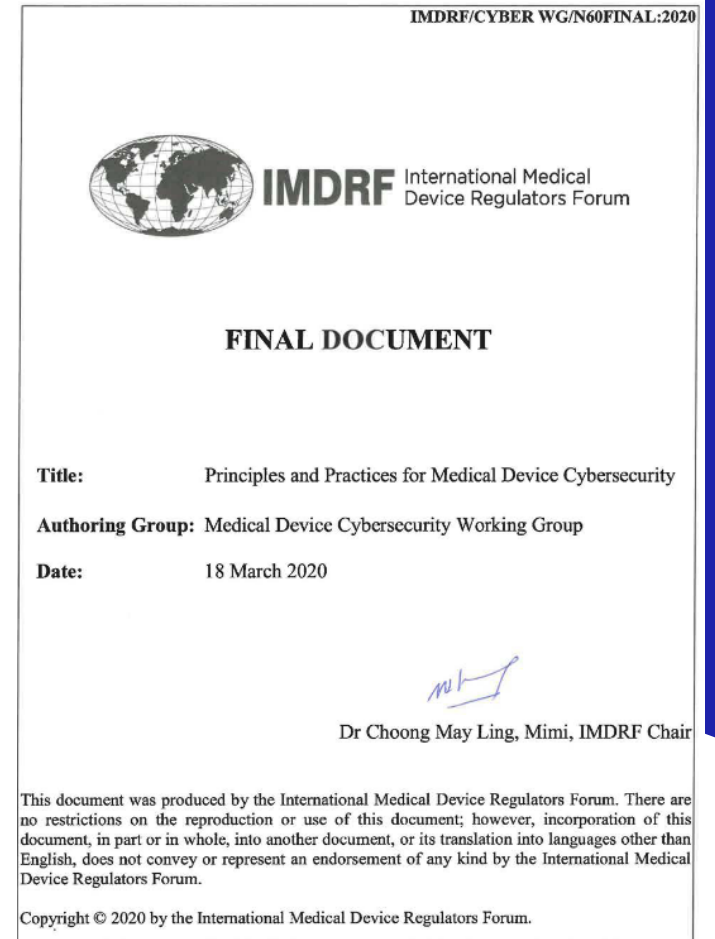 IMDRF/CYBER WG/N60FINAL:2020
IMDRF International Medical
Device Regulators Forum
FINAL DOCUMENT
Title: Principles and Practices for Medical Device Cybersecurity
Authoring Group: Medical Device Cybersecurity Working Group
Date: 18 March 2020
Dr Choong May Ling, Mimi, IMDRF Chair
This document was produced by the International Medical Device Regulators Forum. There are
no restrictions on the reproduction or use of this document; however, incorporation of this
document, in part or in whole, into another document, or its translation into languages other than
English, does not convey or represent an endorsement of any kind by the International Medical
Device Regulators Forum.
Copyright © 2020 by the International Medical Device Regulators Forum.